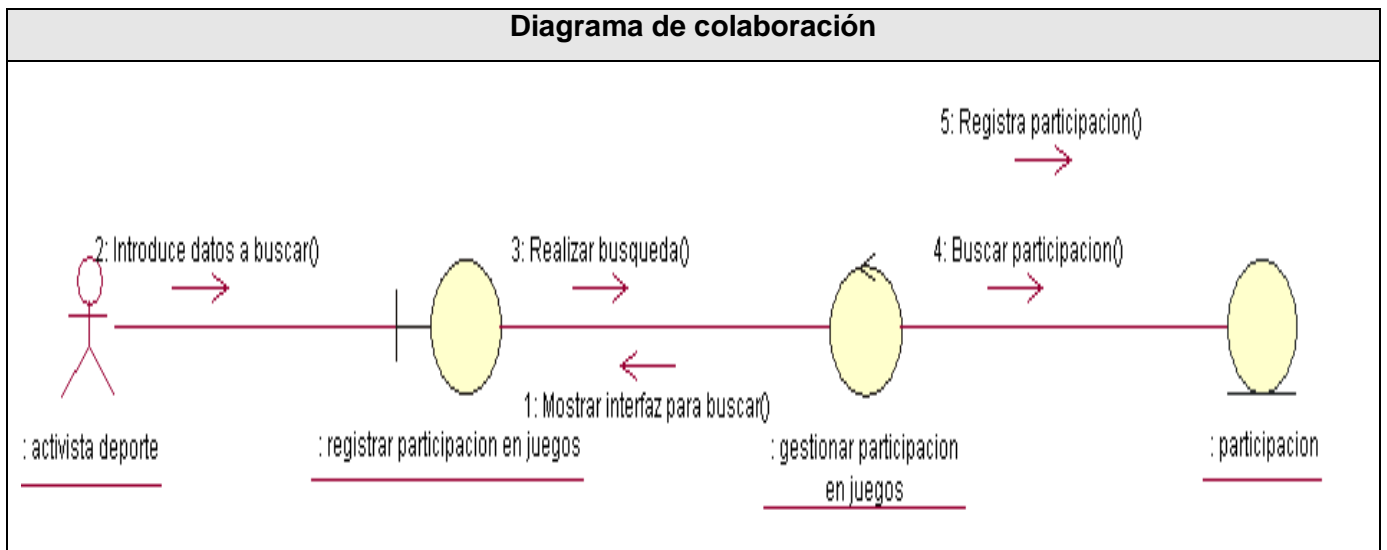 Diagrama de colaboración
5: Registra participacion()
2: Introduce datos a buscar()
3: Realizar busqueda()
4: Buscar participacion()
1: Mostrar interfaz para buscar()
: activista deporte
: registrar participacion en juegos
: gestionar participacion
en juegos
: participacion